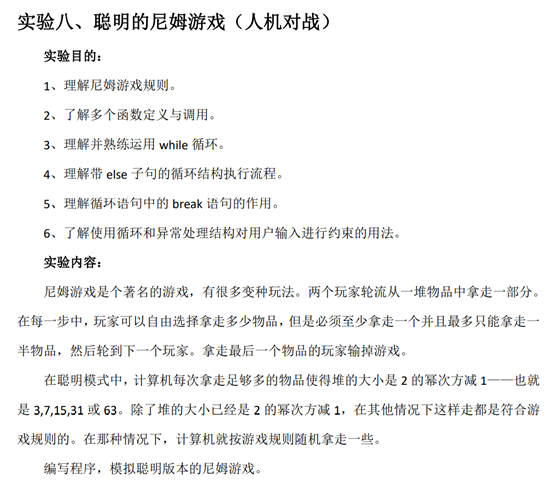 实验八、聪明的尼姆游戏（人机对战）
实验目的：
1、理解尼姆游戏规则。
2、了解多个函数定义与调用。
3、理解并熟练运用 while 循环。
4、理解带 else 子句的循环结构执行流程。
5、理解循环语句中的 break 语句的作用。
6、了解使用循环和异常处理结构对用户输入进行约束的用法。
实验内容：
尼姆游戏是个著名的游戏，有很多变种玩法。两个玩家轮流从一堆物品中拿走一部分。
在每一步中，玩家可以自由选择拿走多少物品，但是必须至少拿走一个并且最多只能拿走一
半物品，然后轮到下一个玩家。拿走最后一个物品的玩家输掉游戏。
在聪明模式中，计算机每次拿走足够多的物品使得堆的大小是 2 的幂次方减 1——也就
是 3,7,15,31 或 63。除了堆的大小已经是 2 的幂次方减 1，在其他情况下这样走都是符合游
戏规则的。在那种情况下，计算机就按游戏规则随机拿走一些。
编写程序，模拟聪明版本的尼姆游戏。